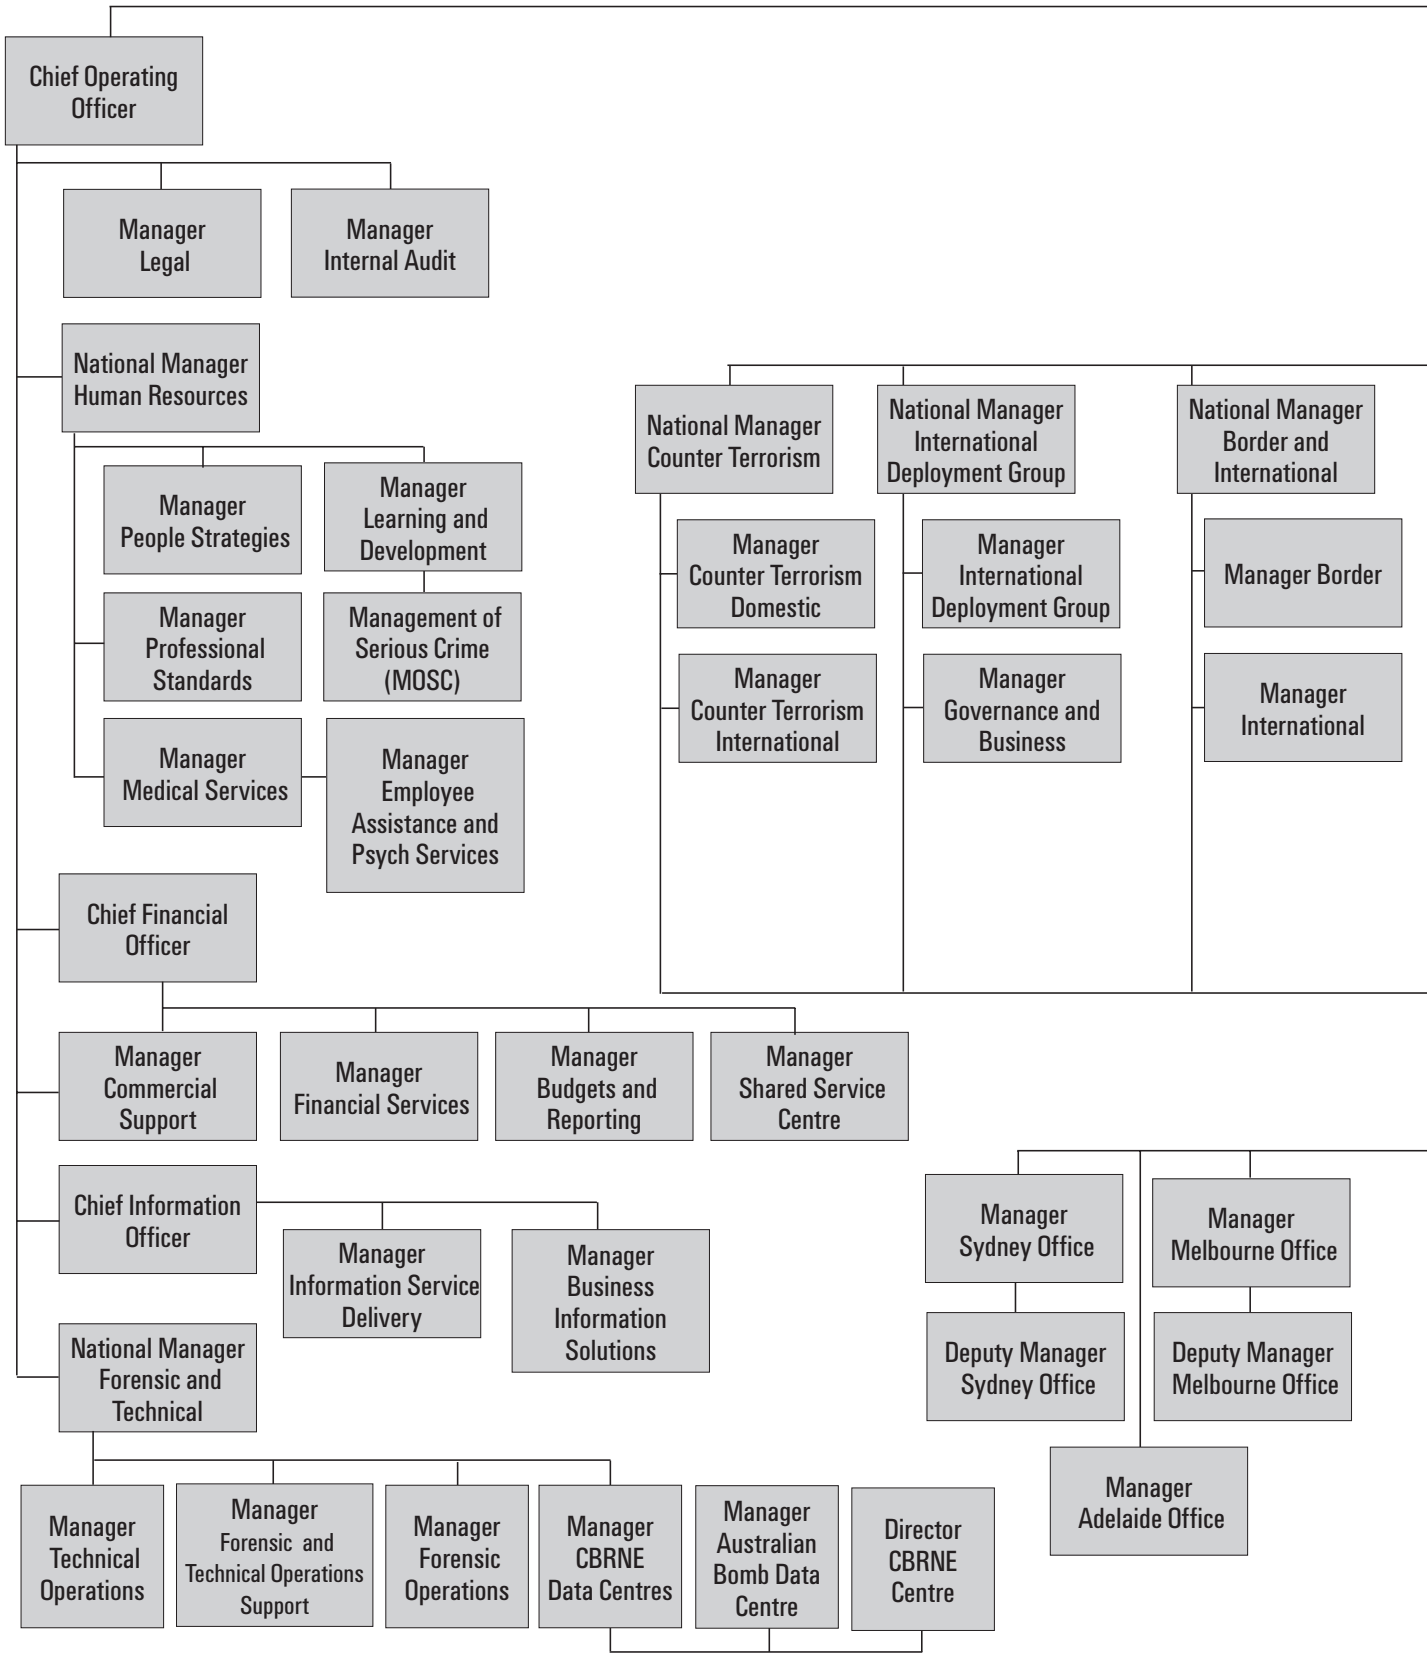 Chief Operating
Officer
Manager
Legal
Manager
Internal Audit
National Manager
Human Resources
Manager
People Strategies
Manager
Learning and
Development
Manager
Professional
Standards
Management of
Serious Crime
(MOSC)
Manager
Medical Services
Manager
Employee
Assistance and
Psych Services
Chief Financial
Officer
Manager
Commercial
Support
Manager
Financial Services
Manager
Budgets and
Reporting
Manager
Shared Service
Centre
Chief Information
Officer
Manager
Information Service
Delivery
Manager
Business
Information
Solutions
National Manager
Forensic and
Technical
Manager
Technical
Operations
Manager
Forensic and
Technical Operations
Support
Manager
Forensic
Operations
Manager
CBRNE
Data Centres
Manager
Australian
Bomb Data
Centre
Director
CBRNE
Centre
National Manager
Counter Terrorism
Manager
Counter Terrorism
Domestic
Manager
Counter Terrorism
International
National Manager
International
Deployment Group
Manager
International
Deployment Group
Manager
Governance and
Business
National Manager
Border and
International
Manager Border
Manager
International
Manager
Sydney Office
Deputy Manager
Sydney Office
Manager
Melbourne Office
Deputy Manager
Melbourne Office
Manager
Adelaide Office